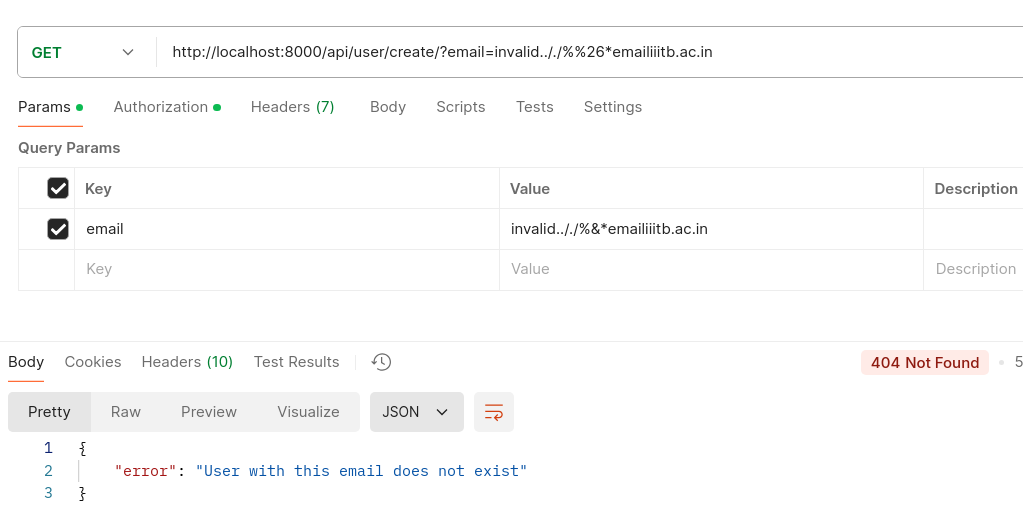 GET http://localhost:8000/api/user/create/?email=invalid.././%%26*emailiiitb.ac.in
Params Authorization Headers (7) Body Scripts Tests Settings
Query Params
Key Value Description
email invalid.././%&*emailiiitb.ac.in
Key Value Description
Body Cookies Headers (10) Test Results 404 Not Found 5
Pretty Raw Preview Visualize JSON
1 {
2 "error": "User with this email does not exist"
3 }